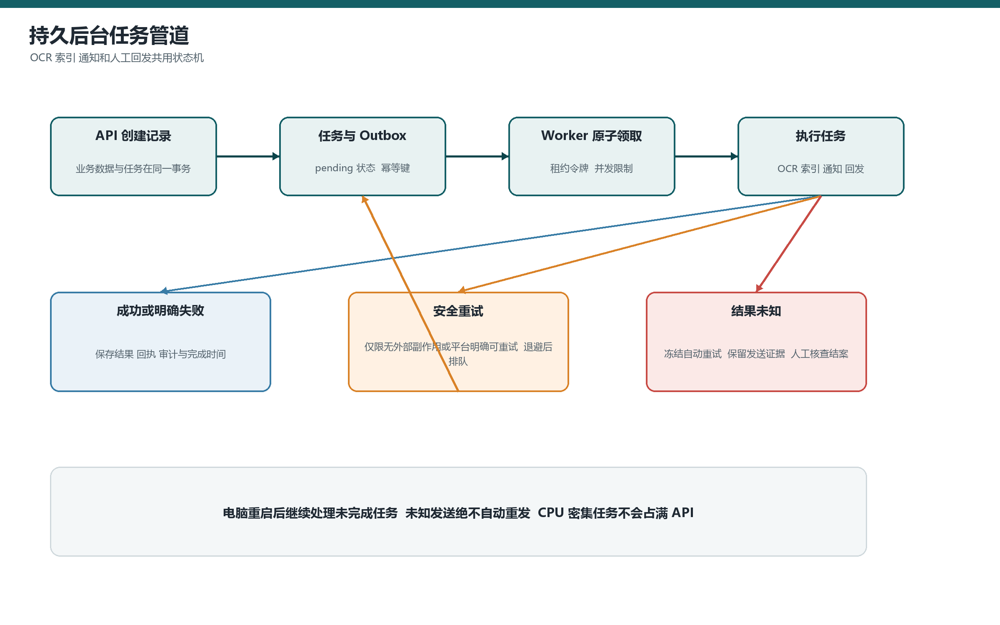 持久后台任务管道
OCR 索引 通知和人工回发共用状态机
API 创建记录
业务数据与任务在同一事务
任务与 Outbox
pending 状态  幂等键
Worker 原子领取
租约令牌  并发限制
执行任务
OCR 索引 通知 回发
成功或明确失败
保存结果 回执 审计与完成时间
安全重试
仅限无外部副作用或平台明确可重试  退避后
排队
结果未知
冻结自动重试  保留发送证据  人工核查结案
电脑重启后继续处理未完成任务  未知发送绝不自动重发  CPU 密集任务不会占满 API